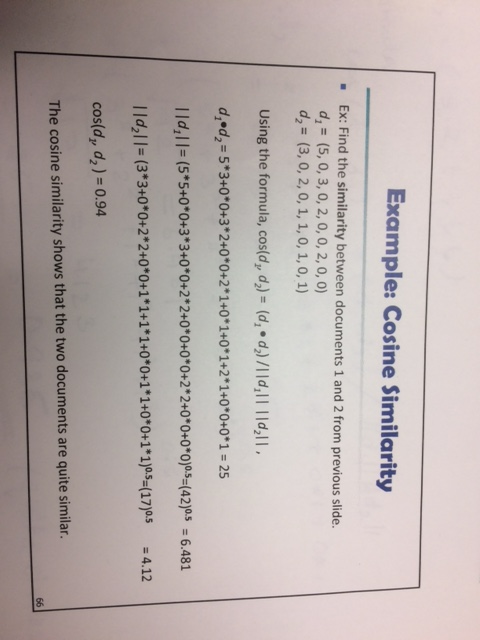 Example: Cosine Similarity
▪ Ex: Find the similarity between documents 1 and 2 from previous slide.
d₁ = (5, 0, 3, 0, 2, 0, 0, 2, 0, 0)
d₂ = (3, 0, 2, 0, 1, 1, 0, 1, 0, 1)
Using the formula, cos(d₁, d₂) = (d₁ • d₂) /||d₁|| ||d₂|| ,
d₁•d₂ = 5*3+0*0+3*2+0*0+2*1+0*1+0*1+2*1+0*0+0*1 = 25
||d₁|| = (5*5+0*0+3*3+0*0+2*2+0*0+0*0+2*2+0*0+0*0)⁰·⁵=(42)⁰·⁵ = 6.481
||d₂|| = (3*3+0*0+2*2+0*0+1*1+1*1+0*0+1*1+0*0+1*1)⁰·⁵=(17)⁰·⁵ = 4.12
cos(d₁, d₂ ) = 0.94
The cosine similarity shows that the two documents are quite similar.
66